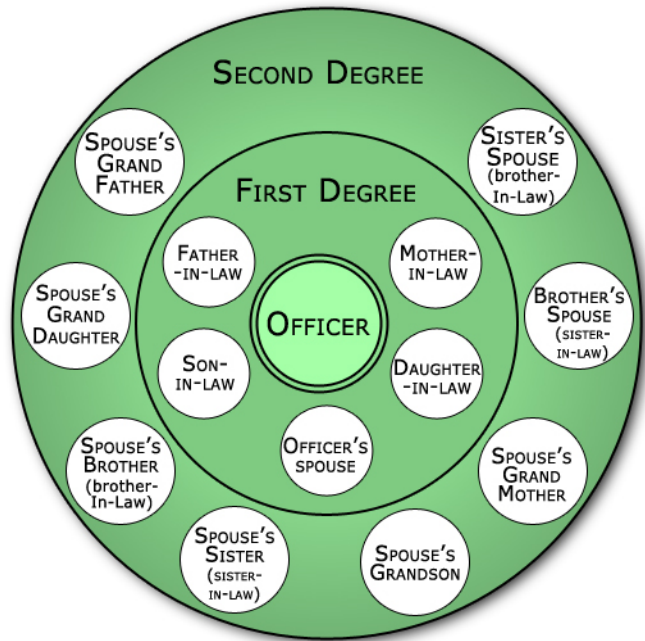 SECOND DEGREE
SPOUSE'S
GRAND
FATHER
SISTER'S
SPOUSE
(brother-
In-Law)
FIRST DEGREE
FATHER
-IN-LAW
MOTHER-
IN-LAW
OFFICER
SPOUSE'S
GRAND
DAUGHTER
BROTHER'S
SPOUSE
(SISTER-
IN-LAW)
SON-
IN-LAW
DAUGHTER
-IN-LAW
OFFICER'S
SPOUSE
SPOUSE'S
BROTHER
(brother-
In-Law)
SPOUSE'S
GRAND
MOTHER
SPOUSE'S
SISTER
(SISTER-
IN-LAW)
SPOUSE'S
GRANDSON